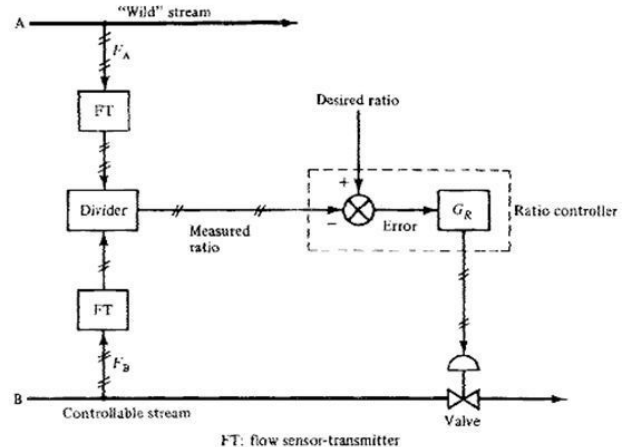 A
"Wild" stream
F_A
FT
Desired ratio
+
Divider
Measured
ratio
−
Error
G_R
Ratio controller
FT
F_B
B
Controllable stream
Valve
FT: flow sensor-transmitter